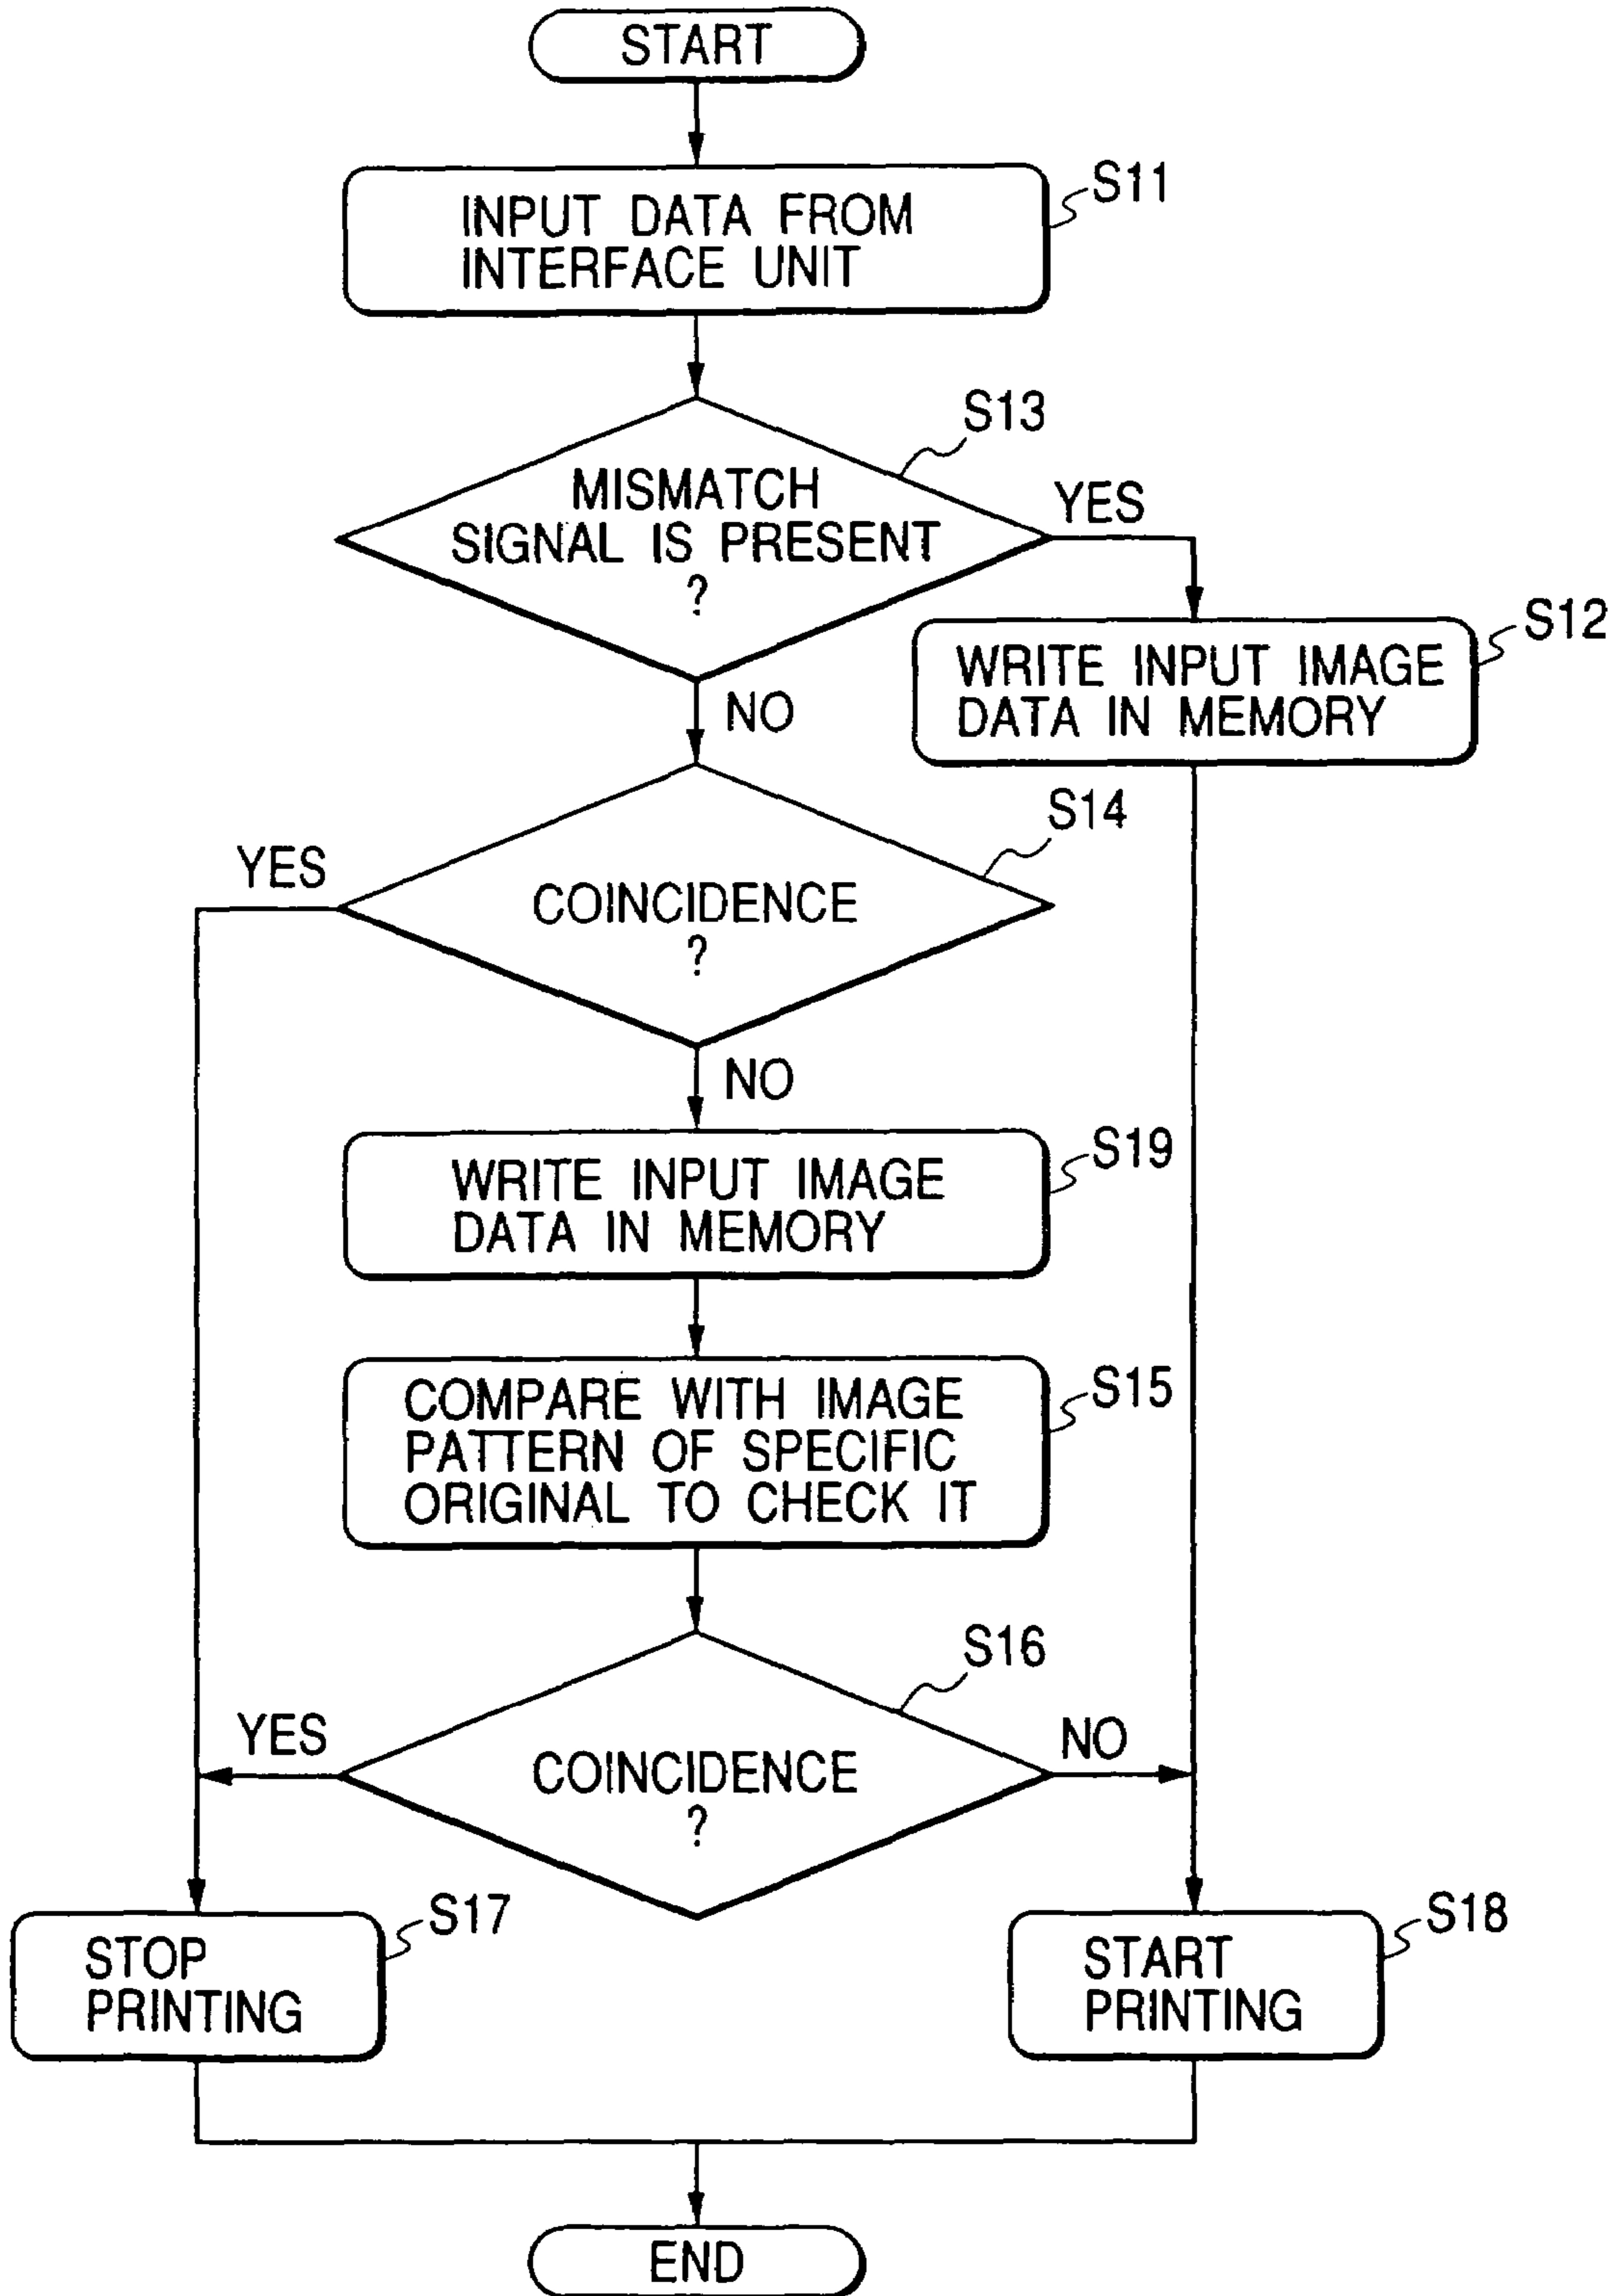 START
S11
INPUT DATA FROM
INTERFACE UNIT
S13
MISMATCH
SIGNAL IS PRESENT
?
YES
S12
WRITE INPUT IMAGE
DATA IN MEMORY
NO
S14
YES
COINCIDENCE
?
NO
S19
WRITE INPUT IMAGE
DATA IN MEMORY
S15
COMPARE WITH IMAGE
PATTERN OF SPECIFIC
ORIGINAL TO CHECK IT
S16
YES
NO
COINCIDENCE
?
S17
STOP
PRINTING
S18
START
PRINTING
END